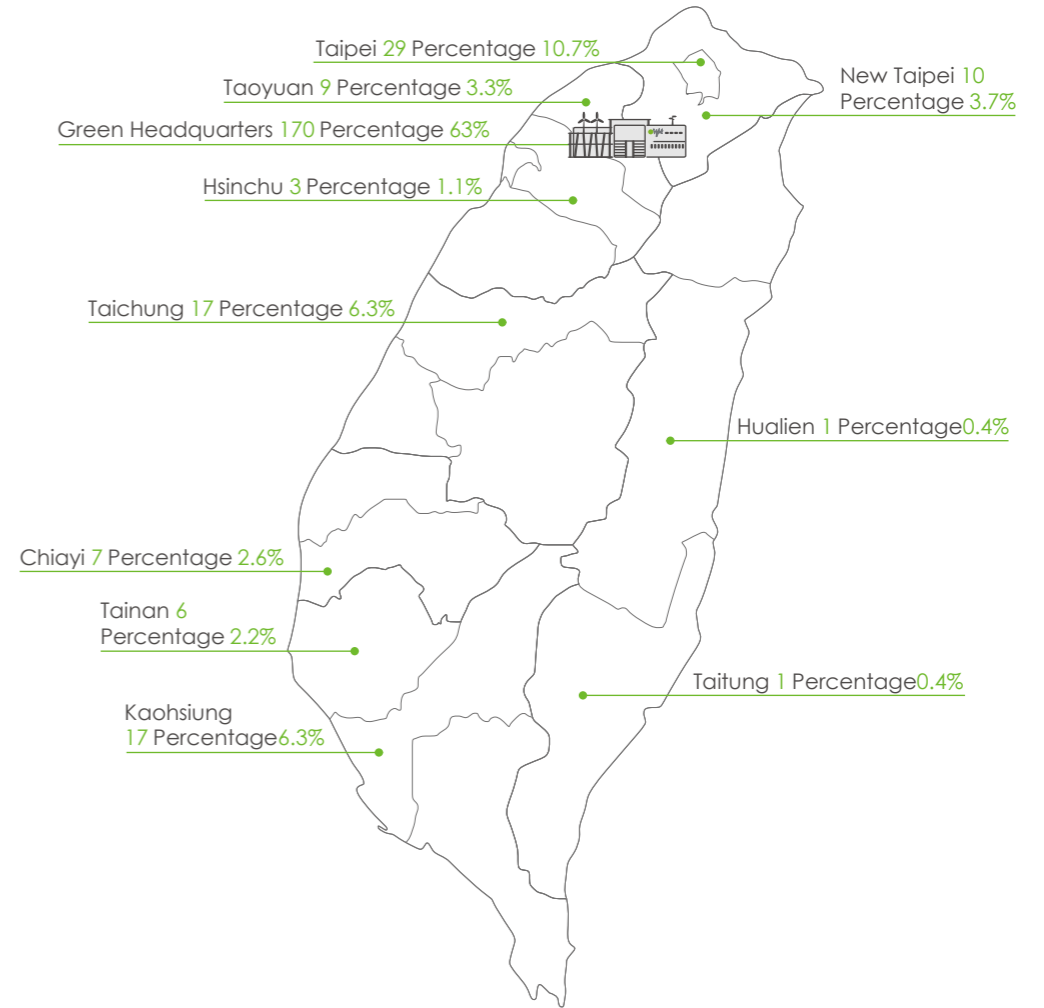 Taipei 29 Percentage 10.7%
New Taipei 10
Percentage 3.7%
Taoyuan 9 Percentage 3.3%
Green Headquarters 170 Percentage 63%
Hsinchu 3 Percentage 1.1%
Taichung 17 Percentage 6.3%
Hualien 1 Percentage0.4%
Chiayi 7 Percentage 2.6%
Tainan 6
Percentage 2.2%
Taitung 1 Percentage0.4%
Kaohsiung
17 Percentage6.3%